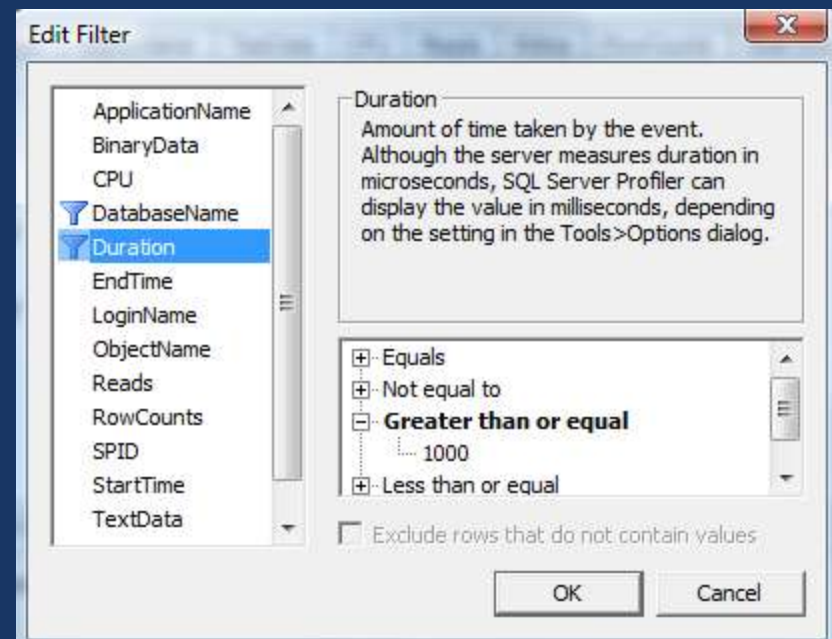 Edit Filter
ApplicationName
BinaryData
CPU
DatabaseName
Duration
EndTime
LoginName
ObjectName
Reads
RowCounts
SPID
StartTime
TextData
Duration
Amount of time taken by the event.
Although the server measures duration in
microseconds, SQL Server Profiler can
display the value in milliseconds, depending
on the setting in the Tools>Options dialog.
Equals
Not equal to
Greater than or equal
1000
Less than or equal
Exclude rows that do not contain values
OK
Cancel